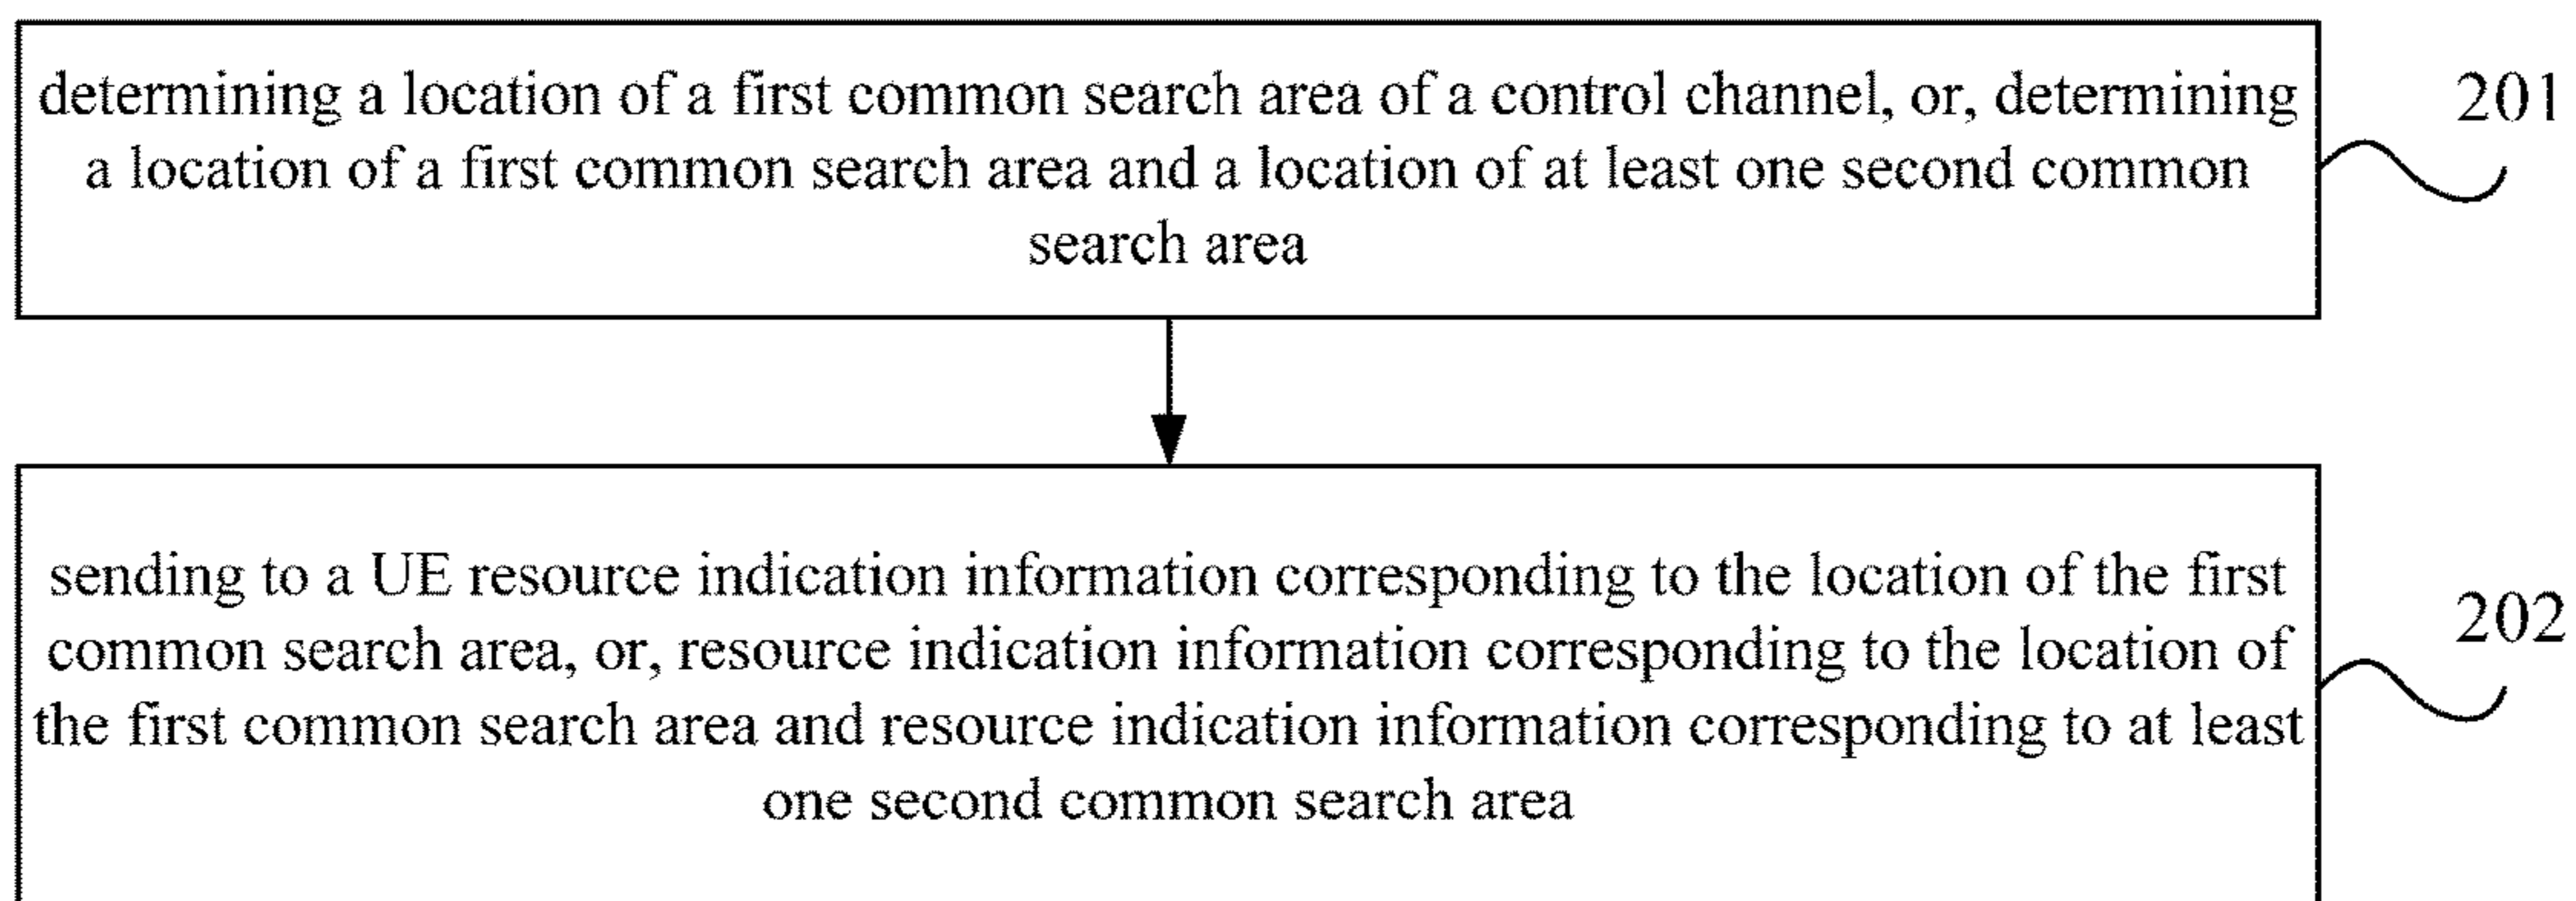 determining a location of a first common search area of a control channel, or, determining
a location of a first common search area and a location of at least one second common
search area
201
sending to a UE resource indication information corresponding to the location of the first
common search area, or, resource indication information corresponding to the location of
the first common search area and resource indication information corresponding to at least
one second common search area
202